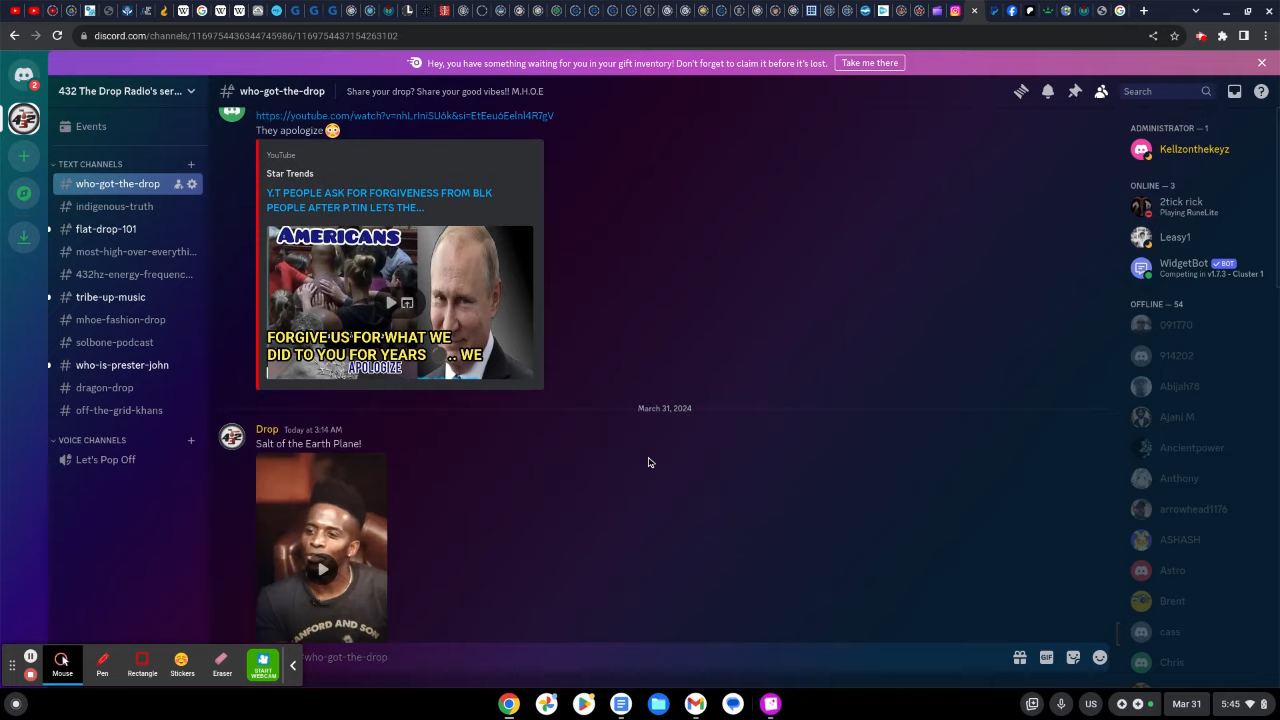 discord.com/channels/1169754436344745986/1169754437154263102
Hey, you have something waiting for you in your gift inventory! Don't forget to claim it before it's lost.
Take me there
2
432 The Drop Radio's ser...
Events
TEXT CHANNELS
who-got-the-drop
indigenous-truth
flat-drop-101
most-high-over-everythi...
432hz-energy-frequenc...
tribe-up-music
mhoe-fashion-drop
solbone-podcast
who-is-prester-john
dragon-drop
off-the-grid-khans
VOICE CHANNELS
Let's Pop Off
who-got-the-drop
Share your drop? Share your good vibes!! M.H.O.E
Search
They apologize
YouTube
Star Trends
Y.T PEOPLE ASK FOR FORGIVENESS FROM BLK
PEOPLE AFTER P.TIN LETS THE...
AMERICANS
FORGIVE US FOR WHAT WE
DID TO YOU FOR YEARS .. WE
APOLOGIZE
March 31, 2024
Drop Today at 3:14 AM
Salt of the Earth Plane!
ANFORD AND SON
who-got-the-drop
GIF
ADMINISTRATOR — 1
Kellzonthekeyz
ONLINE — 3
2tick rick
Playing RuneLite
Leasy1
WidgetBot BOT
Competing in v1.7.3 - Cluster 1
OFFLINE — 54
091770
914202
Abijah78
Ajani M
Ancientpower
Anthony
arrowhead1176
ASHASH
Astro
Brent
cass
Chris
Mouse
Pen
Rectangle
Stickers
Eraser
START
WEBCAM
US
Mar 31
5:45